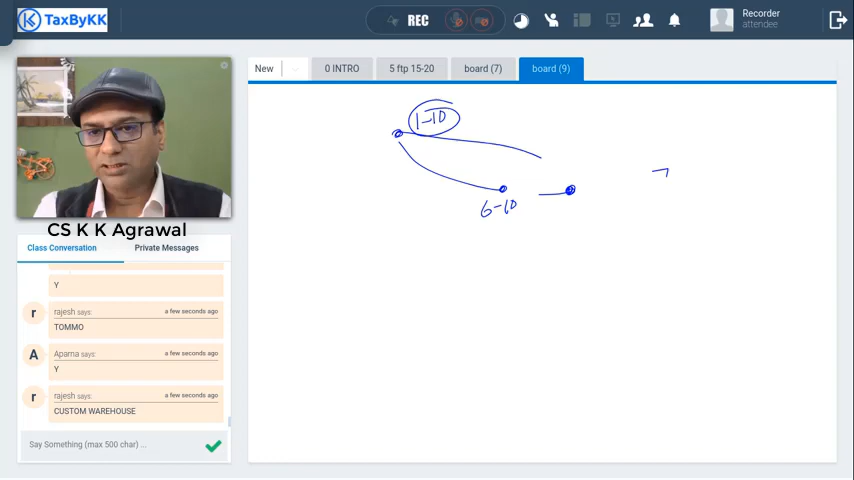 TaxByKK
REC
Recorder
attendee
New
0 INTRO
5 ftp 15-20
board (7)
board (9)
1-10
6-10
7
CS K K Agrawal
Class Conversation
Private Messages
Y
r
rajesh says:
a few seconds ago
TOMMO
A
Aparna says:
a few seconds ago
Y
r
rajesh says:
a few seconds ago
CUSTOM WAREHOUSE
Say Something (max 500 char) ...